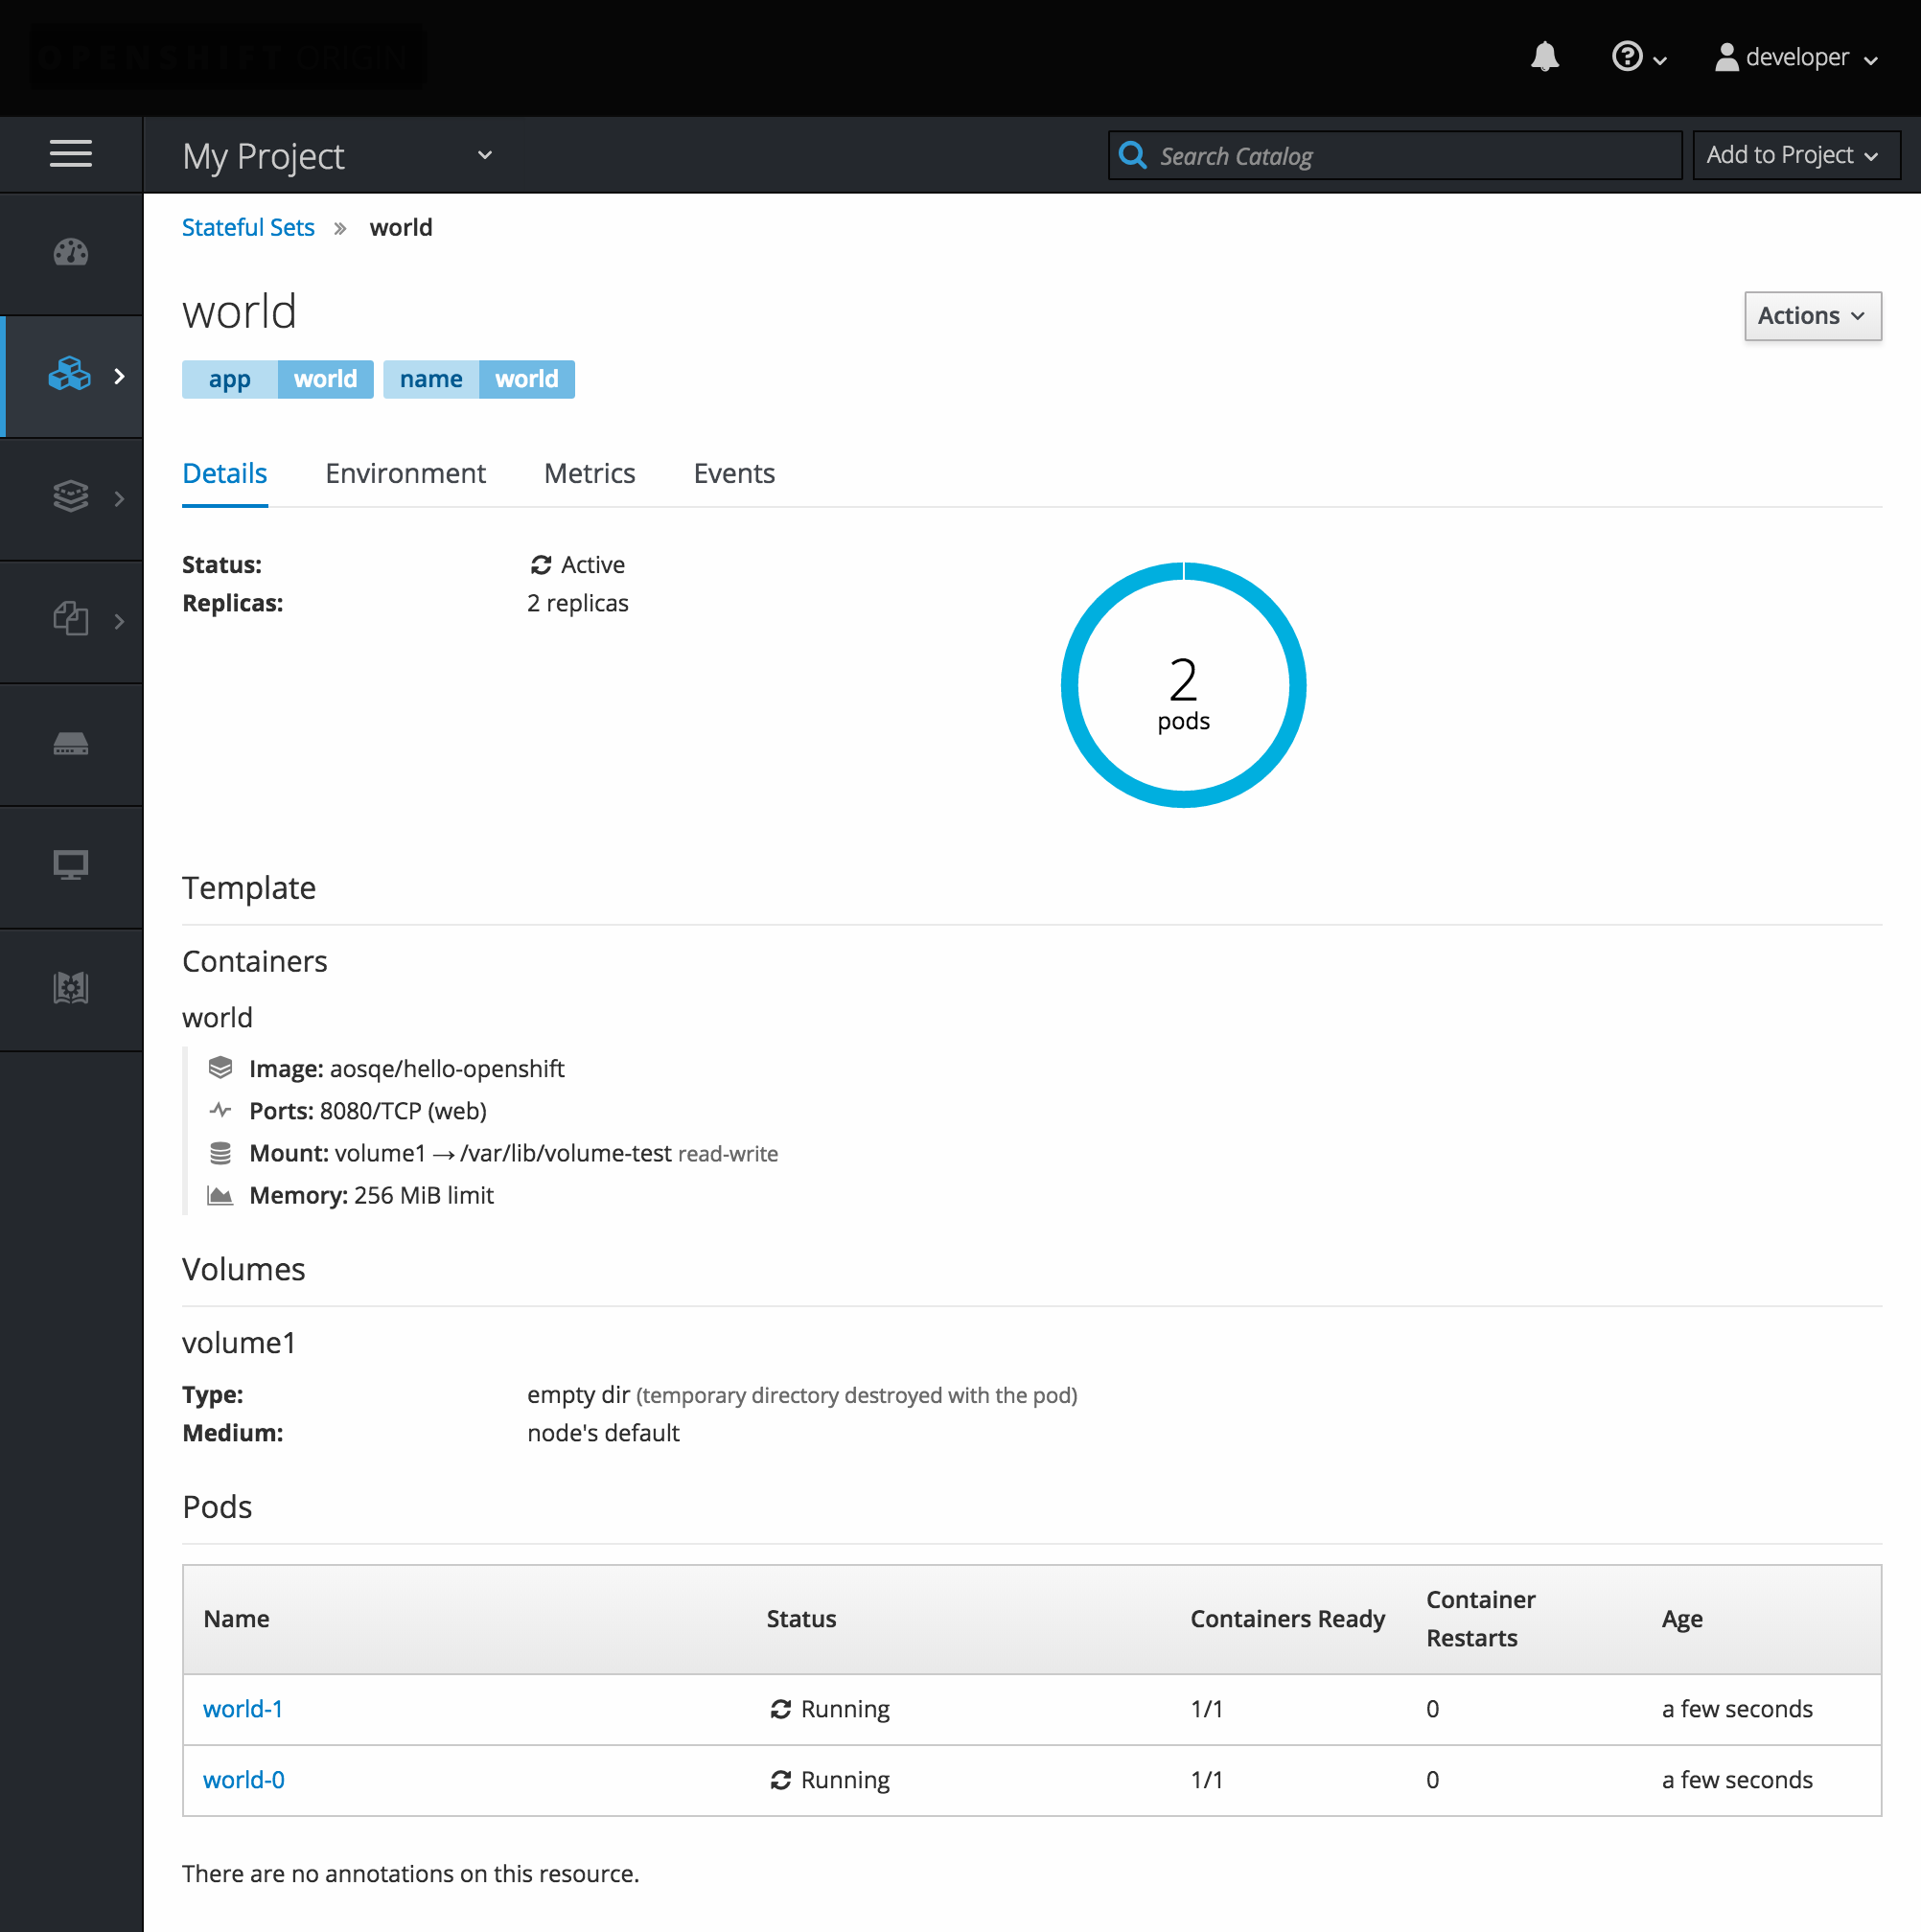 OPENSHIFT ORIGIN
developer
My Project
Search Catalog
Add to Project
Stateful Sets » world
world
Actions
app world name world
Details Environment Metrics Events
Status: Active
Replicas: 2 replicas
2
pods
Template
Containers
world
Image: aosqe/hello-openshift
Ports: 8080/TCP (web)
Mount: volume1 → /var/lib/volume-test read-write
Memory: 256 MiB limit
Volumes
volume1
Type: empty dir (temporary directory destroyed with the pod)
Medium: node's default
Pods
Name Status Containers Ready Container Restarts Age
world-1 Running 1/1 0 a few seconds
world-0 Running 1/1 0 a few seconds
There are no annotations on this resource.